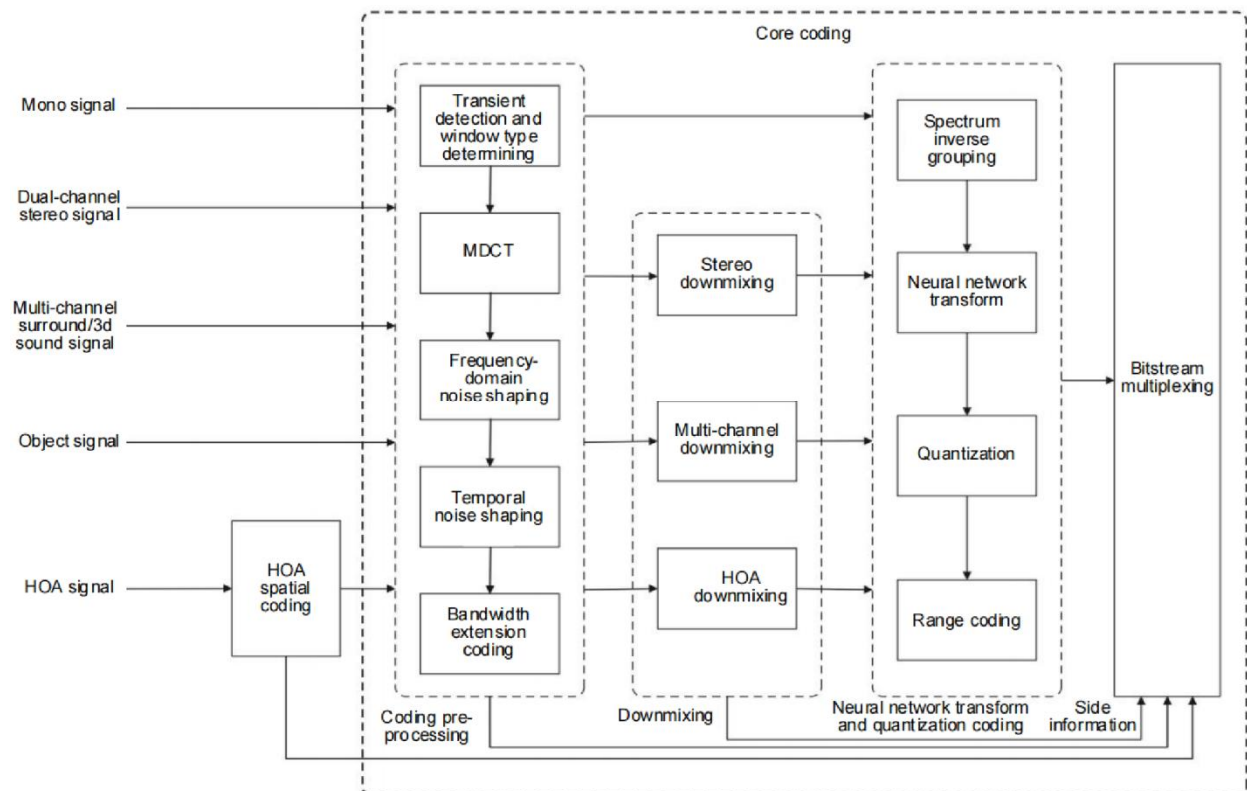 Core coding
Mono signal
Dual-channel
stereo signal
Multi-channel
surround/3d
sound signal
Object signal
HOA signal
HOA
spatial
coding
Transient
detection and
window type
determining
MDCT
Frequency-
domain
noise shaping
Temporal
noise shaping
Bandwidth
extension
coding
Coding pre-
processing
Stereo
downmixing
Multi-channel
downmixing
HOA
downmixing
Downmixing
Spectrum
inverse
grouping
Neural network
transform
Quantization
Range coding
Neural network transform
and quantization coding
Side
information
Bitstream
multiplexing